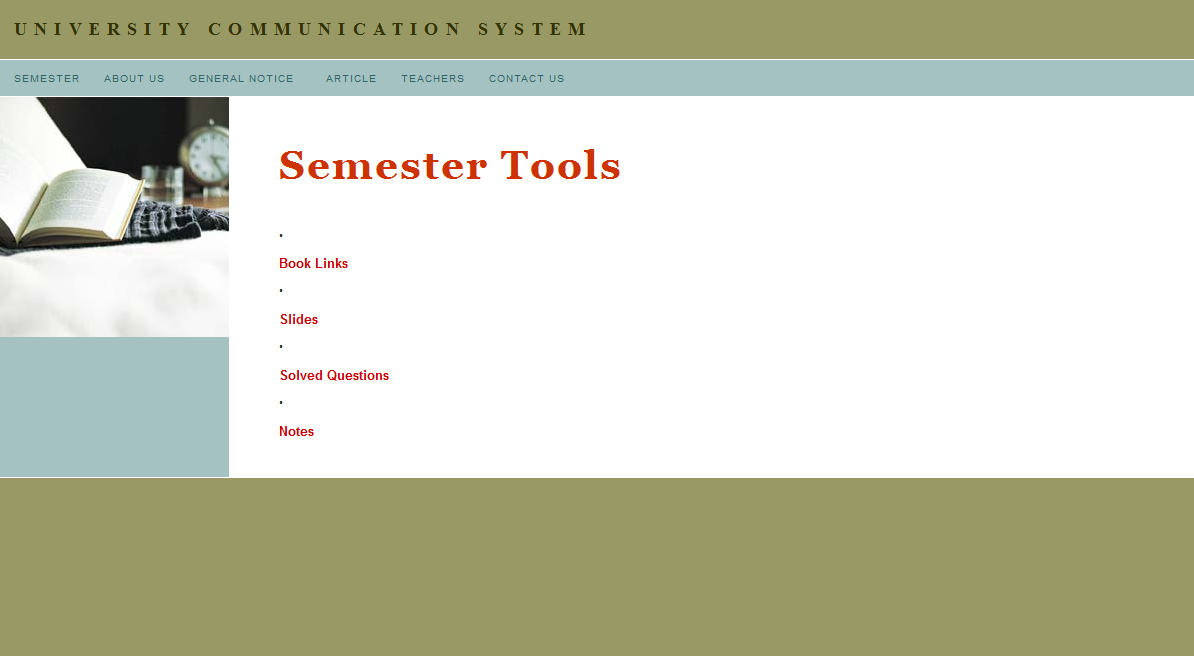 UNIVERSITY COMMUNICATION SYSTEM
SEMESTER ABOUT US GENERAL NOTICE ARTICLE TEACHERS CONTACT US
Semester Tools
•
Book Links
•
Slides
•
Solved Questions
•
Notes